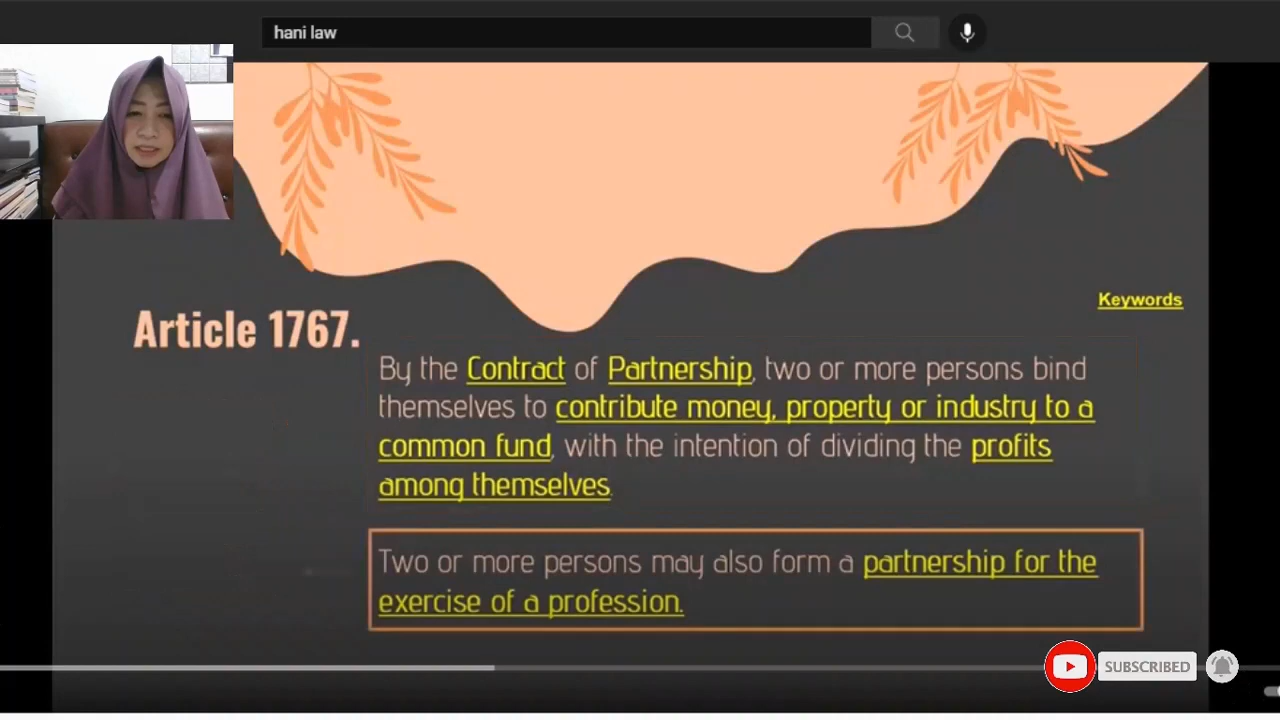 hani law
Keywords
Article 1767.
By the Contract of Partnership, two or more persons bind
themselves to contribute money, property or industry to a
common fund, with the intention of dividing the profits
among themselves.
Two or more persons may also form a partnership for the
exercise of a profession.
SUBSCRIBED